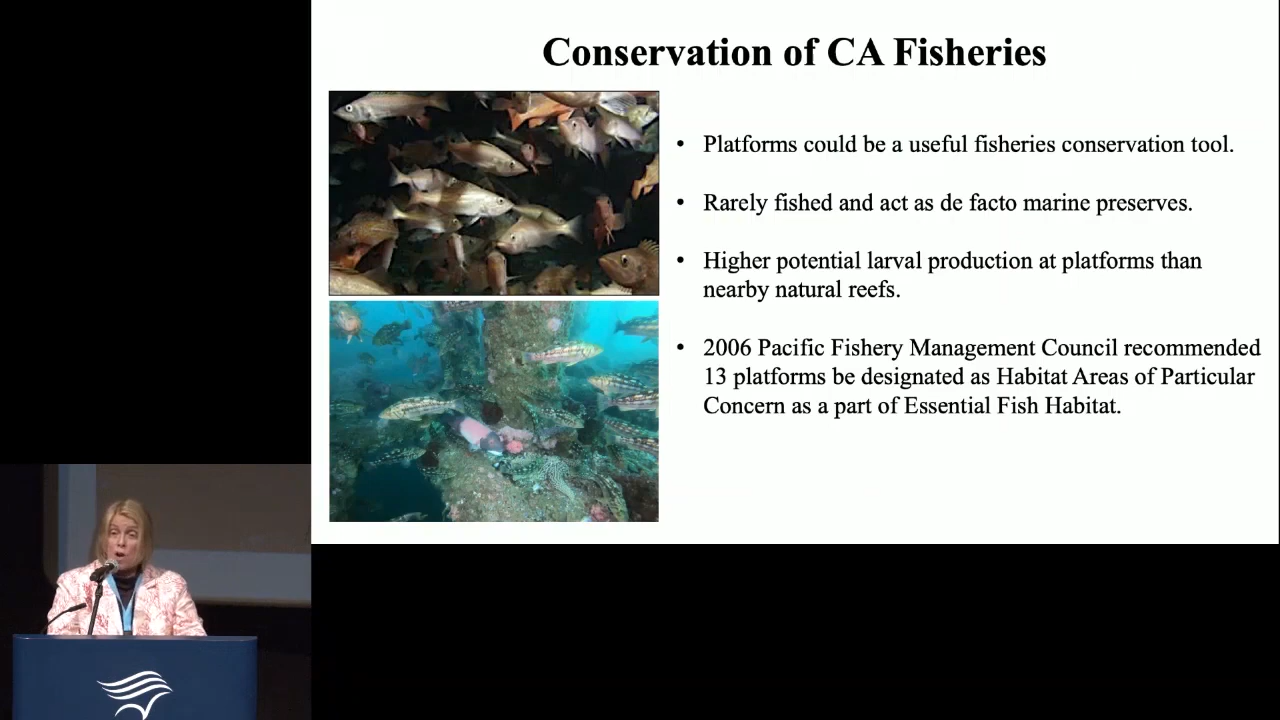 Conservation of CA Fisheries
• Platforms could be a useful fisheries conservation tool.
• Rarely fished and act as de facto marine preserves.
• Higher potential larval production at platforms than
nearby natural reefs.
• 2006 Pacific Fishery Management Council recommended
13 platforms be designated as Habitat Areas of Particular
Concern as a part of Essential Fish Habitat.